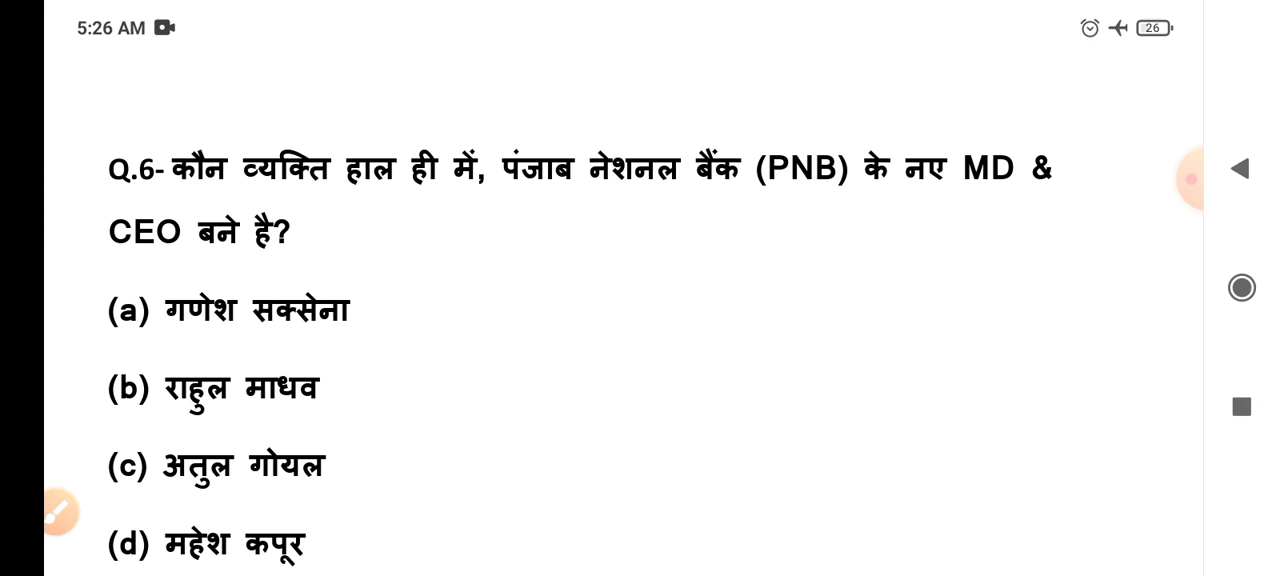 5:26 AM
26
Q.6- कौन व्यक्ति हाल ही में, पंजाब नेशनल बैंक (PNB) के नए MD &
CEO बने है?
(a) गणेश सक्सेना
(b) राहुल माधव
(c) अतुल गोयल
(d) महेश कपूर